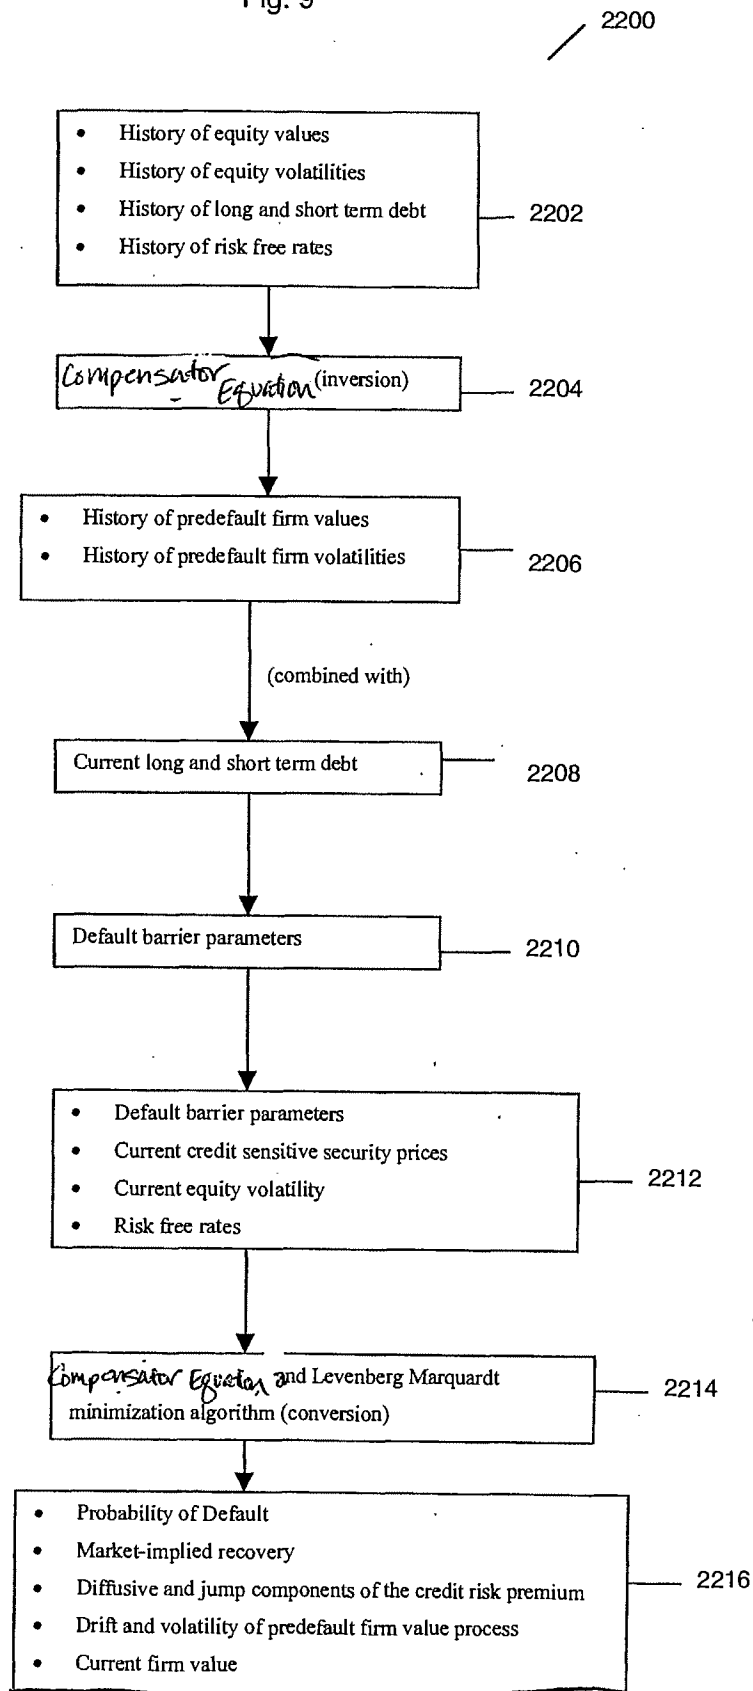 Fig. 9
2200
• History of equity values
• History of equity volatilities
• History of long and short term debt
• History of risk free rates
2202
Compensator Equation (inversion)
2204
• History of predefault firm values
• History of predefault firm volatilities
2206
(combined with)
Current long and short term debt
2208
Default barrier parameters
2210
• Default barrier parameters
• Current credit sensitive security prices
• Current equity volatility
• Risk free rates
2212
Compensator Equation and Levenberg Marquardt
minimization algorithm (conversion)
2214
• Probability of Default
• Market-implied recovery
• Diffusive and jump components of the credit risk premium
• Drift and volatility of predefault firm value process
• Current firm value
2216